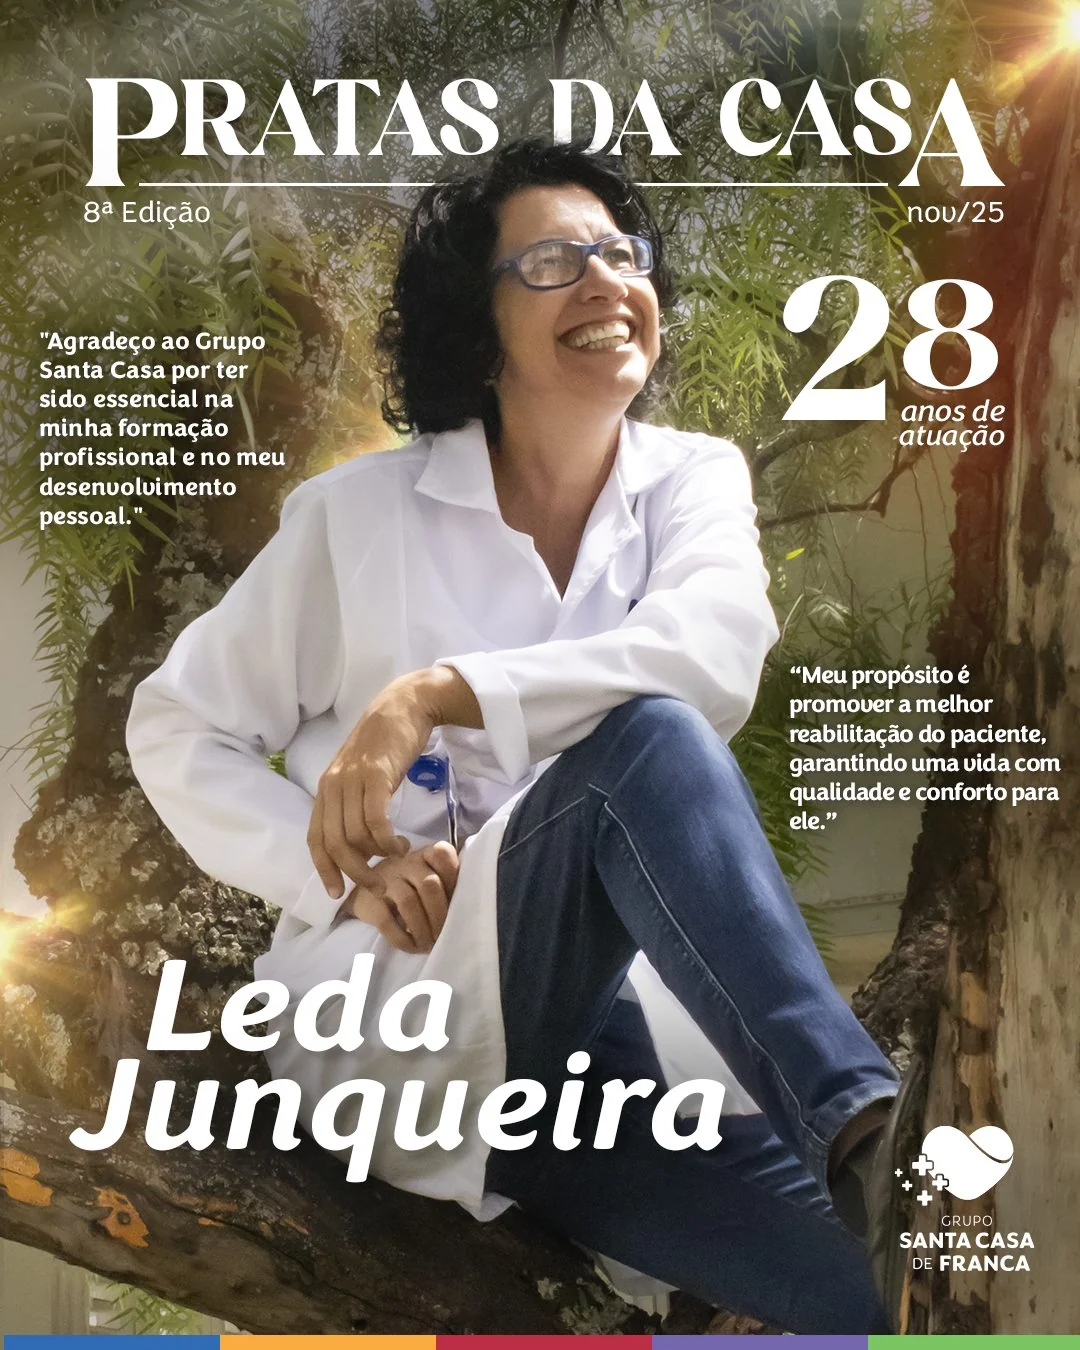 PRATAS DA CASA
8ª Edição
nov/25
28
anos de
atuação
"Agradeço ao Grupo
Santa Casa por ter
sido essencial na
minha formação
profissional e no meu
desenvolvimento
pessoal."
“Meu propósito é
promover a melhor
reabilitação do paciente,
garantindo uma vida com
qualidade e conforto para
ele.”
Leda
Junqueira
GRUPO
SANTA CASA
DE FRANCA